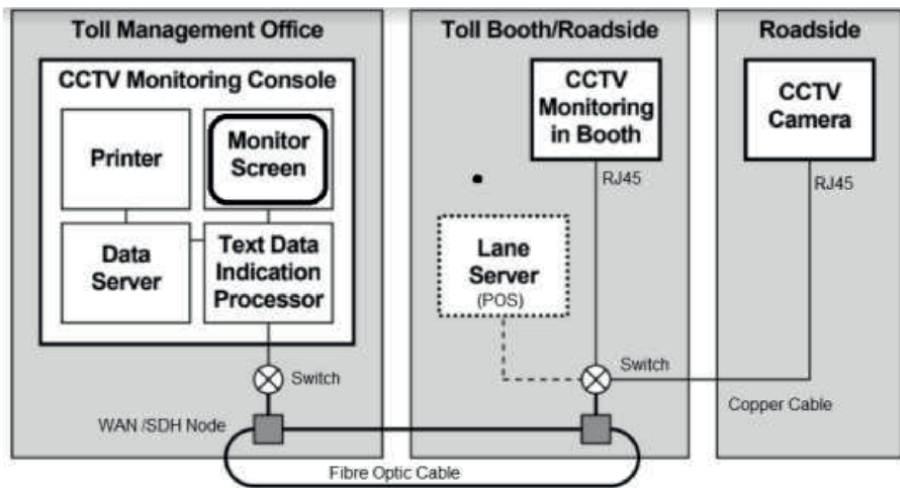 Toll Management Office
CCTV Monitoring Console
Printer
Monitor
Screen
Data
Server
Text Data
Indication
Processor
Switch
WAN /SDH Node
Toll Booth/Roadside
CCTV
Monitoring
in Booth
RJ45
Lane
Server
(POS)
Switch
Roadside
CCTV
Camera
RJ45
Copper Cable
Fibre Optic Cable